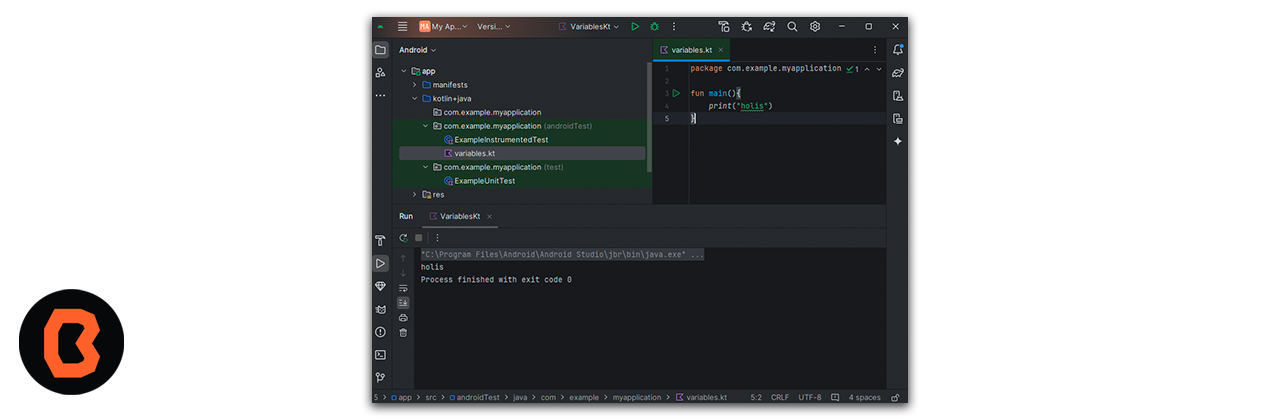 MA My Ap... Versi... VariablesKt
Android
variables.kt
app
manifests
kotlin+java
com.example.myapplication
com.example.myapplication (androidTest)
ExampleInstrumentedTest
variables.kt
com.example.myapplication (test)
ExampleUnitTest
res
1 package com.example.myapplication 1
2
3 fun main(){
4 print("holis")
5 }
Run VariablesKt
"C:\Program Files\Android\Android Studio\jbr\bin\java.exe" ...
holis
Process finished with exit code 0
5 > app > src > androidTest > java > com > example > myapplication > variables.kt 5:2 CRLF UTF-8 4 spaces